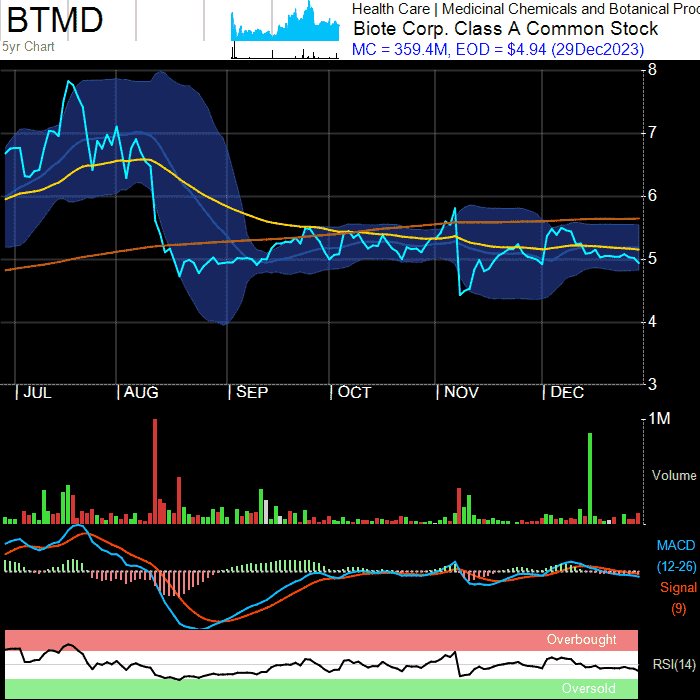 BTMD
5yr Chart
Health Care | Medicinal Chemicals and Botanical Pro
Biote Corp. Class A Common Stock
MC = 359.4M, EOD = $4.94 (29Dec2023)
8
7
6
5
4
3
JUL
AUG
SEP
OCT
NOV
DEC
1M
Volume
MACD
(12-26)
Signal
(9)
Overbought
RSI(14)
Oversold